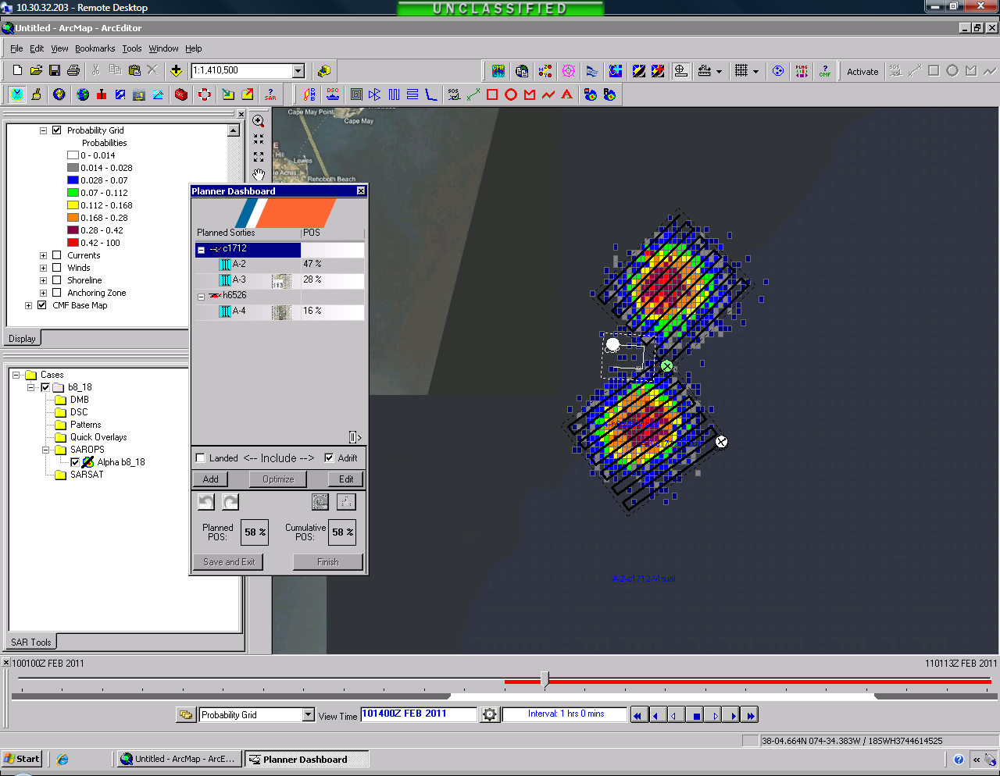 10.30.32.203 - Remote Desktop
UNCLASSIFIED
Untitled - ArcMap - ArcEditor
File Edit View Bookmarks Tools Window Help
1:1,410,500
Activate
Probability Grid
Probabilities
0 - 0.014
0.014 - 0.028
0.028 - 0.07
0.07 - 0.112
0.112 - 0.168
0.168 - 0.28
0.28 - 0.42
0.42 - 100
Currents
Winds
Shoreline
Anchoring Zone
CMF Base Map
Display
Cases
b8_18
DMB
DSC
Patterns
Quick Overlays
SAROPS
Alpha b8_18
SARSAT
SAR Tools
Planner Dashboard
Planned Sorties POS
c1712
A-2 47 %
A-3 28 %
h6526
A-4 16 %
Landed <-- Include --> Adrift
Add Optimize Edit
Planned POS: 58 % Cumulative POS: 58 %
Save and Exit Finish
Cape May Point
Cape May
Lewes
Rehoboth Beach
A-2-c1712-Visual
100100Z FEB 2011
110113Z FEB 2011
Probability Grid View Time 101400Z FEB 2011 Interval: 1 hrs 0 mins
38-04.664N 074-34.383W / 18SWH3744614525
Start Untitled - ArcMap - ArcE... Planner Dashboard